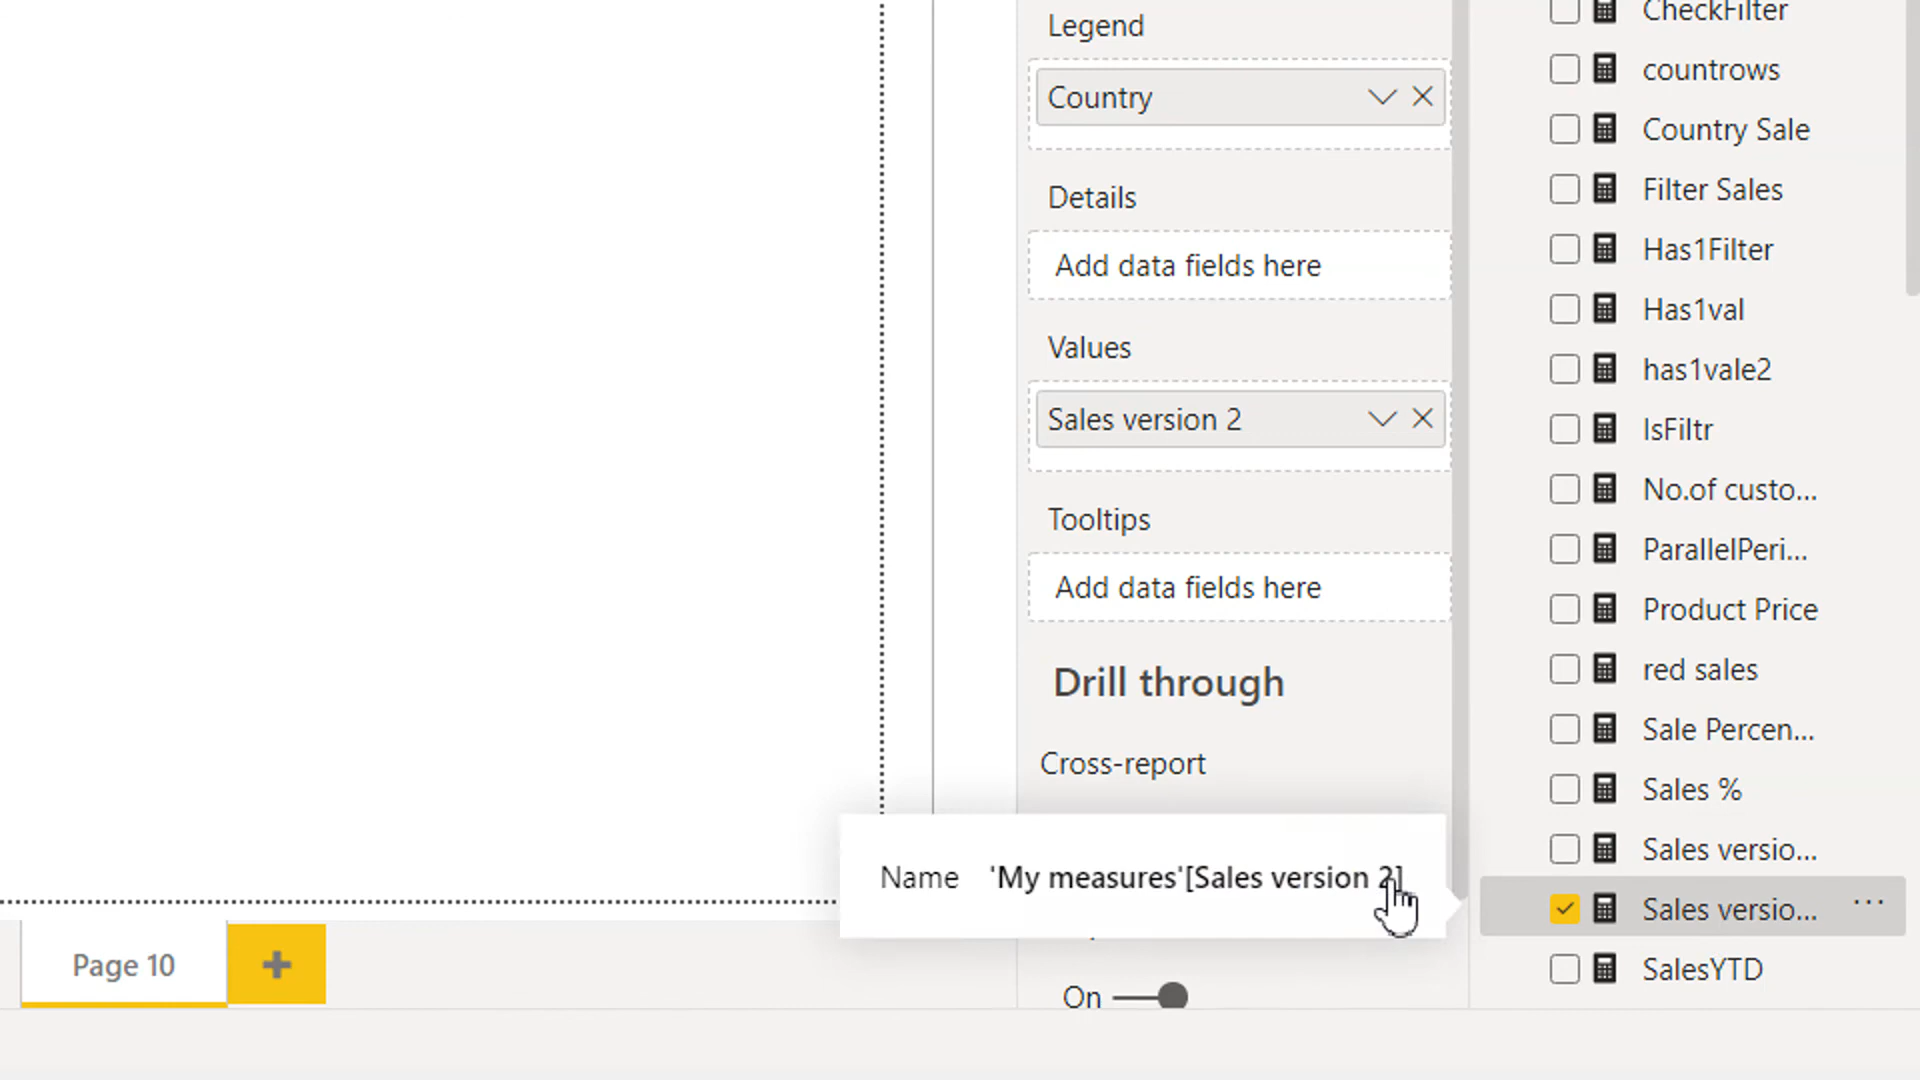 Legend
Country
Details
Add data fields here
Values
Sales version 2
Tooltips
Add data fields here
Drill through
Cross-report
Name 'My measures'[Sales version 2]
On
CheckFilter
countrows
Country Sale
Filter Sales
Has1Filter
Has1val
has1vale2
IsFiltr
No.of custo...
ParallelPeri...
Product Price
red sales
Sale Percen...
Sales %
Sales versio...
Sales versio...
SalesYTD
Page 10